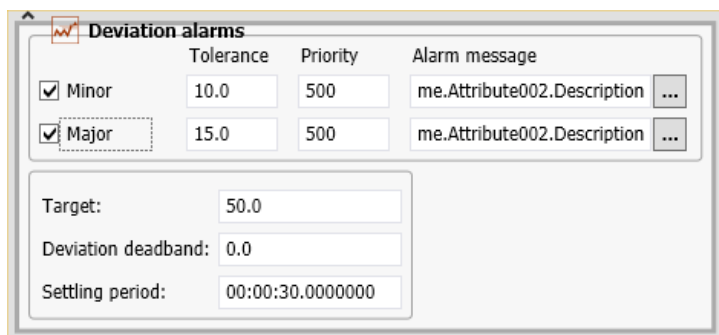 Deviation alarms
Tolerance Priority Alarm message
Minor 10.0 500 me.Attribute002.Description ...
Major 15.0 500 me.Attribute002.Description ...
Target: 50.0
Deviation deadband: 0.0
Settling period: 00:00:30.0000000